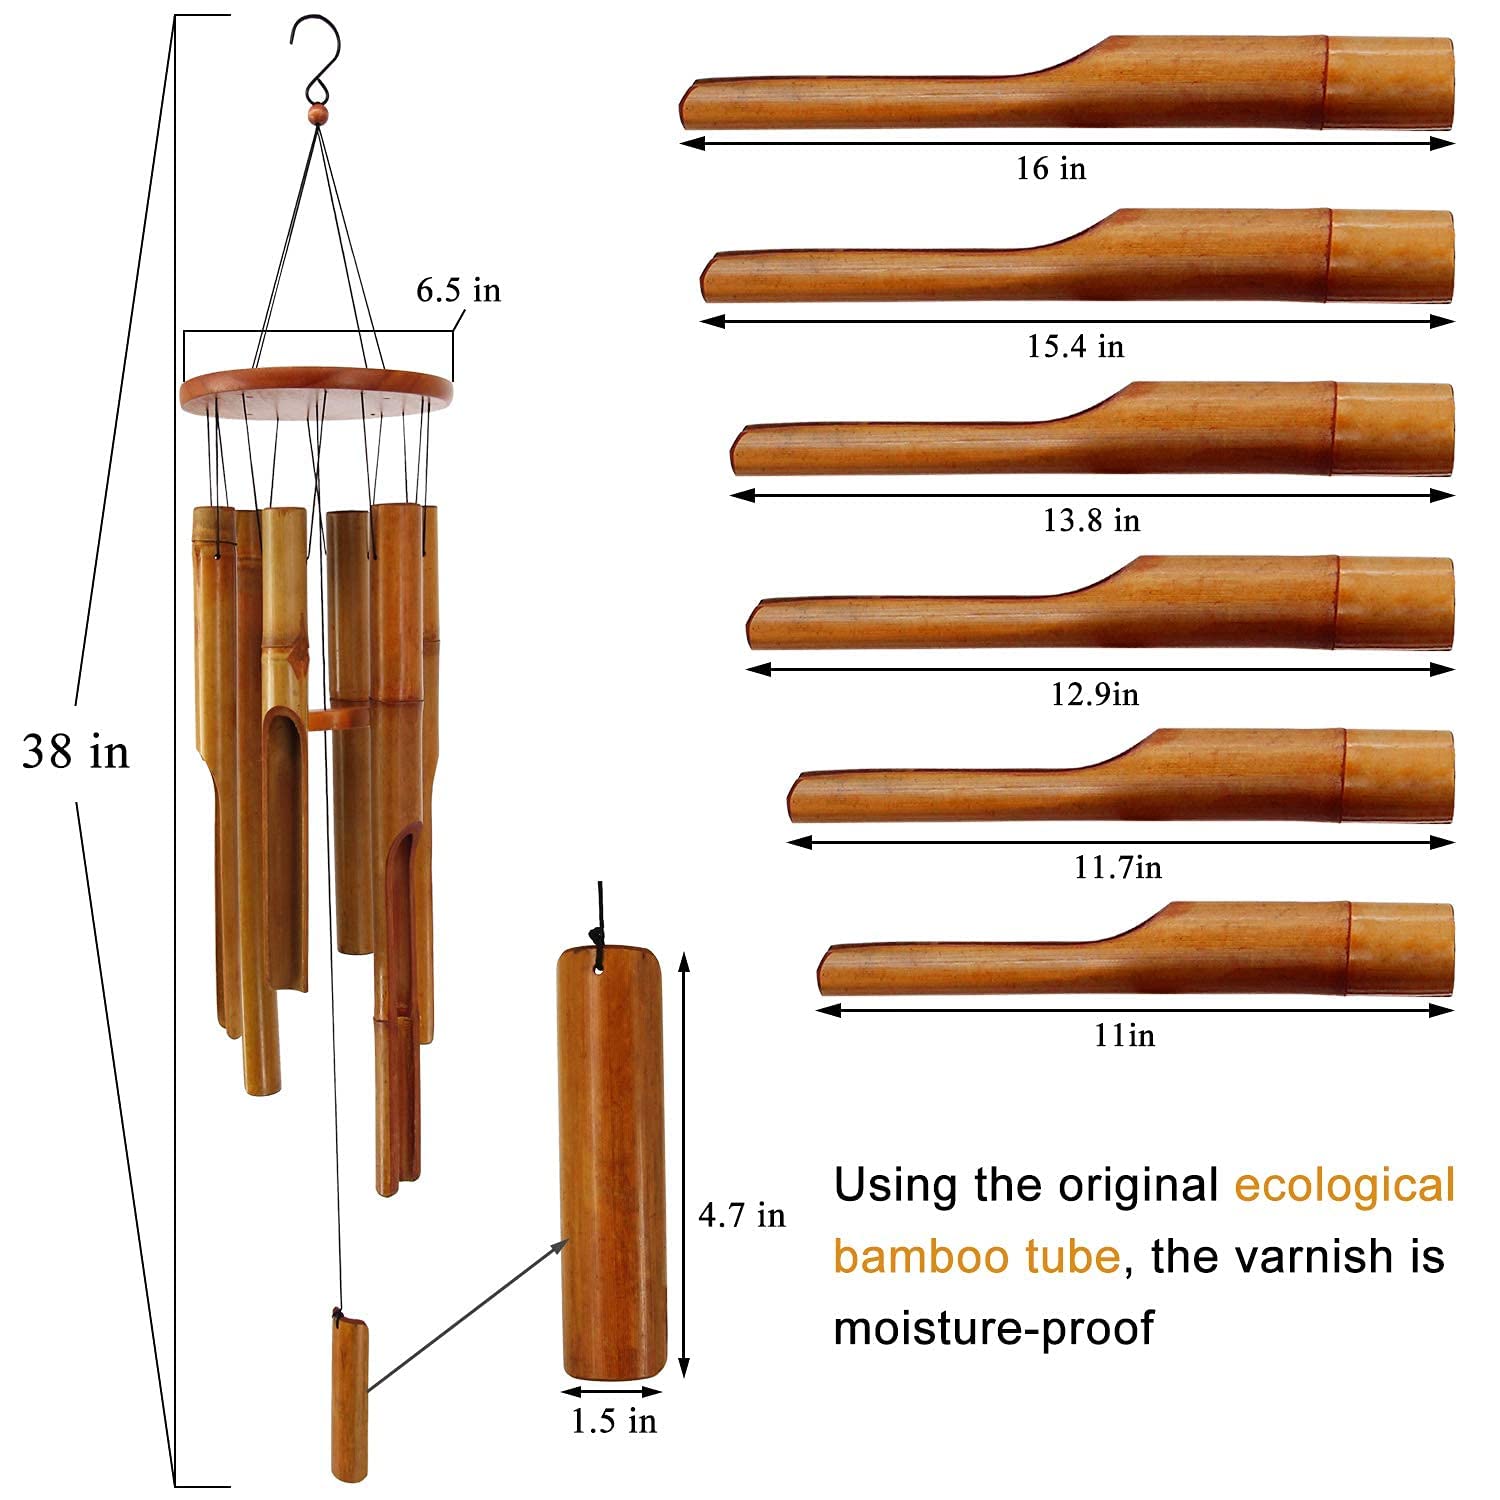 6.5 in
38 in
16 in
15.4 in
13.8 in
12.9in
11.7in
11in
4.7 in
1.5 in
Using the original ecological
bamboo tube, the varnish is
moisture-proof